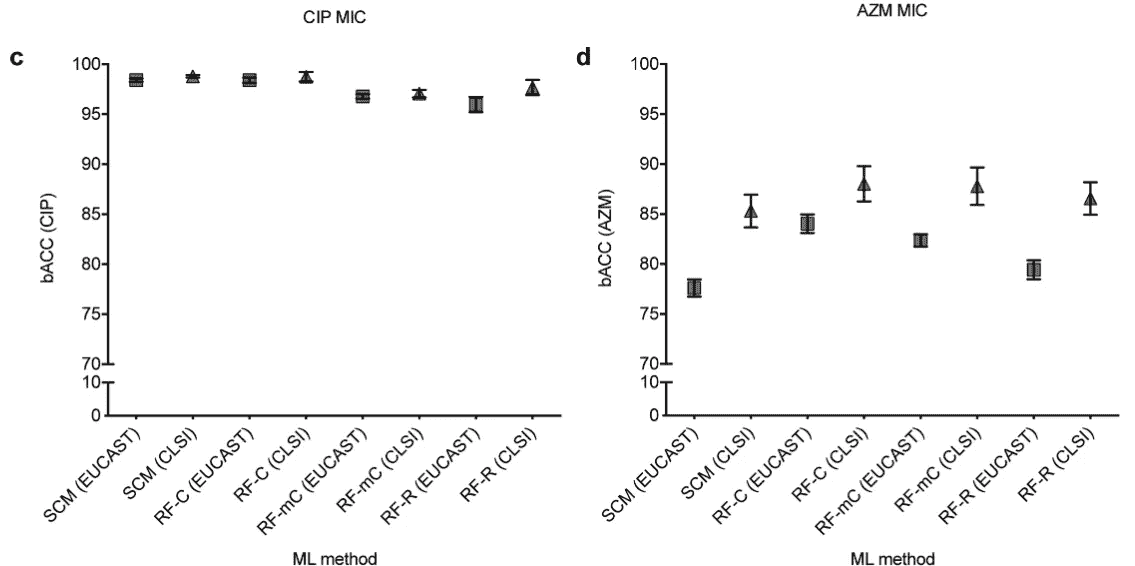 CIP MIC
c
100
95
90
85
80
75
70
10
0
bACC (CIP)
SCM (EUCAST)
SCM (CLSI)
RF-C (EUCAST)
RF-C (CLSI)
RF-mC (EUCAST)
RF-mC (CLSI)
RF-R (EUCAST)
RF-R (CLSI)
ML method
AZM MIC
d
100
95
90
85
80
75
70
10
0
bACC (AZM)
SCM (EUCAST)
SCM (CLSI)
RF-C (EUCAST)
RF-C (CLSI)
RF-mC (EUCAST)
RF-mC (CLSI)
RF-R (EUCAST)
RF-R (CLSI)
ML method